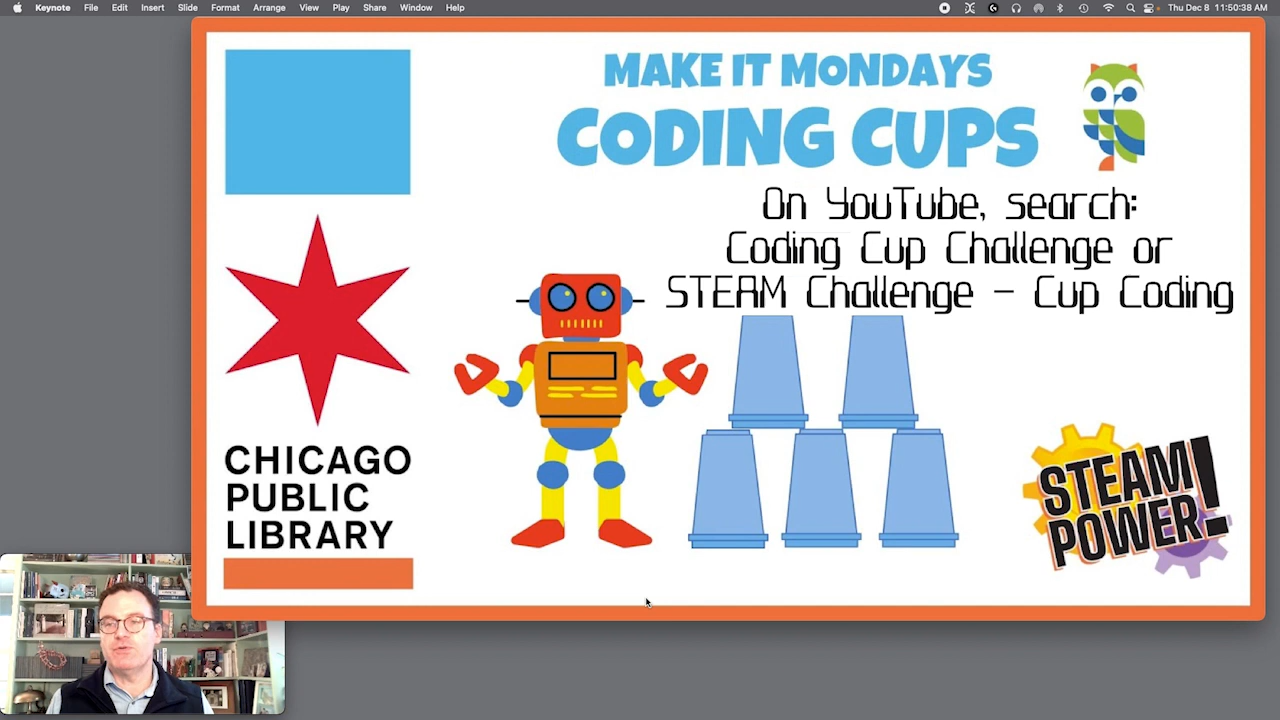 Keynote File Edit Insert Slide Format Arrange View Play Share Window Help Thu Dec 8 11:50:38 AM
MAKE IT MONDAYS
CODING CUPS
On YouTube, search:
Coding Cup Challenge or
STEAM Challenge - Cup Coding
CHICAGO
PUBLIC
LIBRARY
STEAM
POWER!